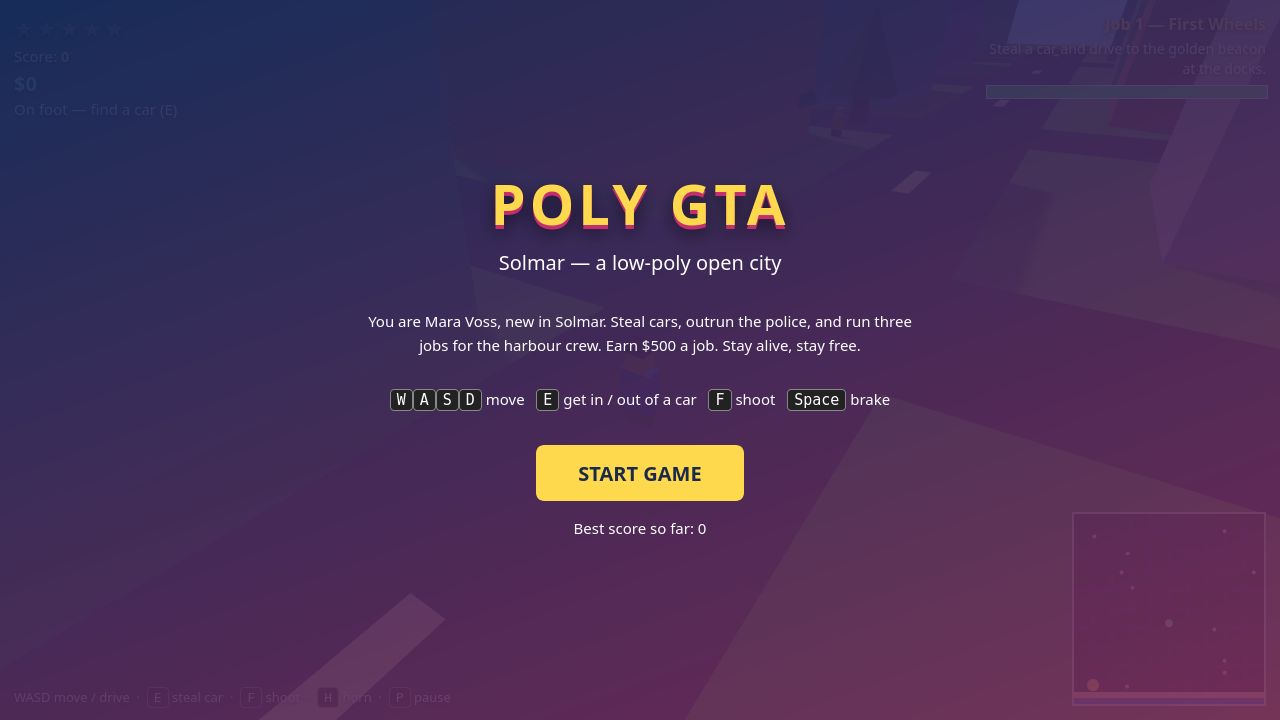 ★★★★★
Score: 0
$0
On foot — find a car (E)
Job 1 — First Wheels
Steal a car and drive to the golden beacon
at the docks.
POLY GTA
Solmar — a low-poly open city
You are Mara Voss, new in Solmar. Steal cars, outrun the police, and run three
jobs for the harbour crew. Earn $500 a job. Stay alive, stay free.
W A S D move E get in / out of a car F shoot Space brake
START GAME
Best score so far: 0
WASD move / drive · E steal car · F shoot · H horn · P pause